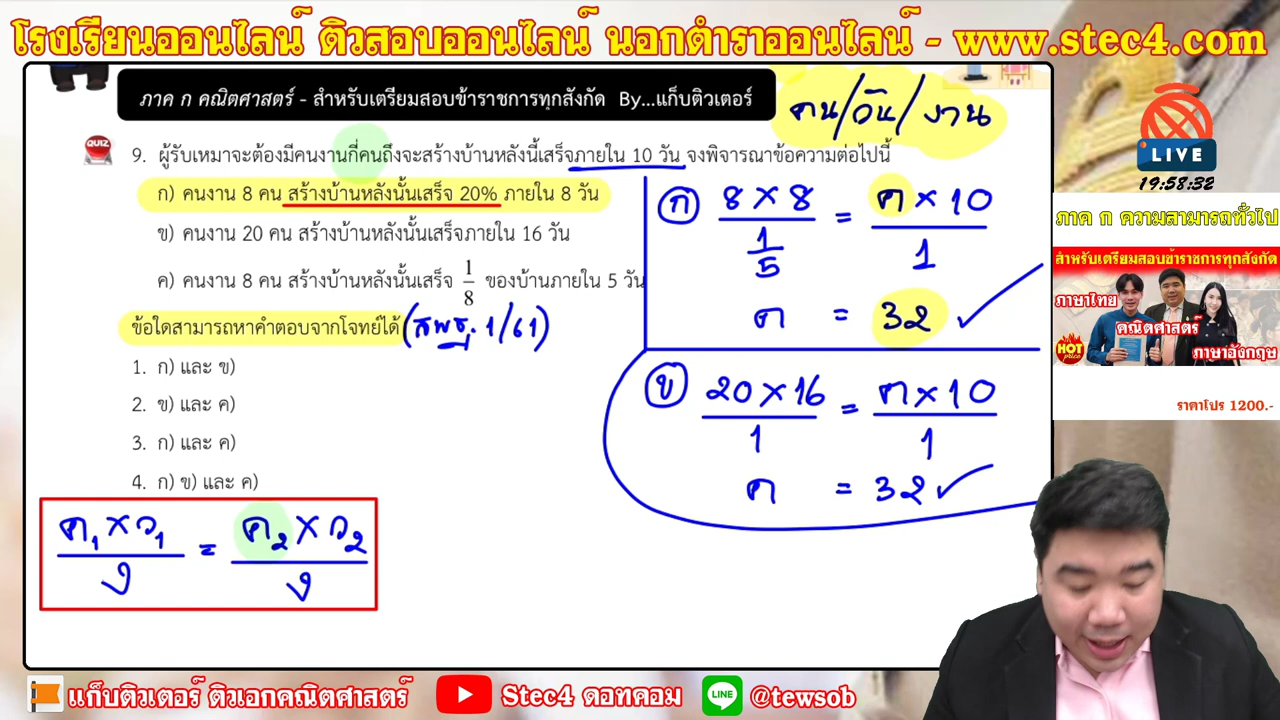 โรงเรียนออนไลน์ ติวสอบออนไลน์ นอกตำราออนไลน์ - www.stec4.com
ภาค ก คณิตศาสตร์ - สำหรับเตรียมสอบข้าราชการทุกสังกัด By...แก็บติวเตอร์
คน/วัน/งาน
QUIZ
9. ผู้รับเหมาจะต้องมีคนงานกี่คนถึงจะสร้างบ้านหลังนี้เสร็จภายใน 10 วัน จงพิจารณาข้อความต่อไปนี้
ก) คนงาน 8 คน สร้างบ้านหลังนั้นเสร็จ 20% ภายใน 8 วัน
ข) คนงาน 20 คน สร้างบ้านหลังนั้นเสร็จภายใน 16 วัน
ค) คนงาน 8 คน สร้างบ้านหลังนั้นเสร็จ 1/8 ของบ้านภายใน 5 วัน
ข้อใดสามารถหาคำตอบจากโจทย์ได้ (สพธ. 1/61)
1. ก) และ ข)
2. ข) และ ค)
3. ก) และ ค)
4. ก) ข) และ ค)
ค₁ × ว₁ / ง = ค₂ × ว₂ / ง
ก 8 × 8 / 1/5 = ค × 10 / 1
ค = 32 ✓
ข 20 × 16 / 1 = ค × 10 / 1
ค = 32 ✓
LIVE
19:58:32
ภาค ก ความสามารถทั่วไป
สำหรับเตรียมสอบข้าราชการทุกสังกัด
ภาษาไทย
คณิตศาสตร์
ภาษาอังกฤษ
HOT
price
ราคาโปร 1200.-
แก็บติวเตอร์ ติวเอกคณิตศาสตร์
Stec4 ดอทคอม
LINE
@tewsob